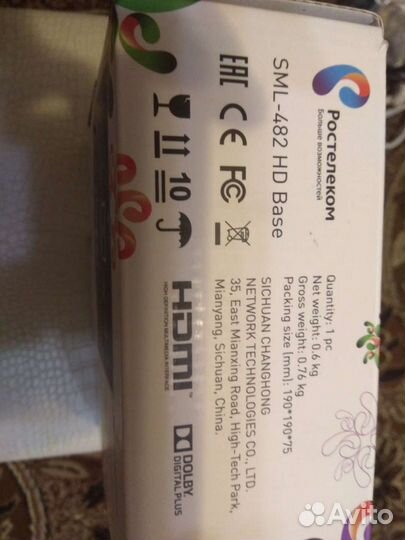 Ростелеком
Больше возможностей
SML-482 HD Base
EAC CE FC
10
Quantity: 1 pc
Net weight: 0.6 kg
Gross weight: 0.76 kg
Packing size (mm): 190*190*75
SICHUAN CHANGHONG
NETWORK TECHNOLOGIES CO., LTD.
35, East Mianxing Road, High-Tech Park,
Mianyang, Sichuan, China.
HDMI™
HIGH DEFINITION MULTIMEDIA INTERFACE
DOLBY
DIGITAL PLUS
Avito